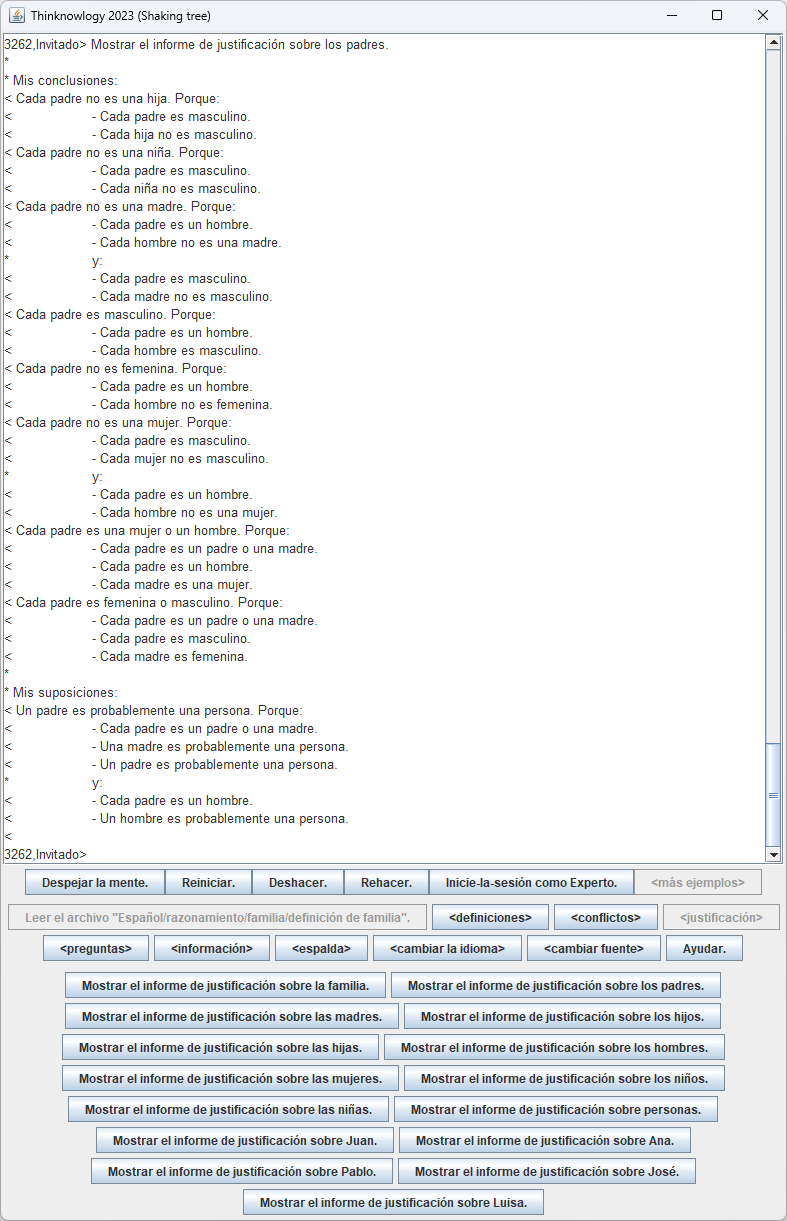 Thinknowlogy 2023 (Shaking tree)
3262,Invitado> Mostrar el informe de justificación sobre los padres.
*
* Mis conclusiones:
< Cada padre no es una hija. Porque:
< - Cada padre es masculino.
< - Cada hija no es masculino.
< Cada padre no es una niña. Porque:
< - Cada padre es masculino.
< - Cada niña no es masculino.
< Cada padre no es una madre. Porque:
< - Cada padre es un hombre.
< - Cada hombre no es una madre.
* y:
< - Cada padre es masculino.
< - Cada madre no es masculino.
< Cada padre es masculino. Porque:
< - Cada padre es un hombre.
< - Cada hombre es masculino.
< Cada padre no es femenina. Porque:
< - Cada padre es un hombre.
< - Cada hombre no es femenina.
< Cada padre no es una mujer. Porque:
< - Cada padre es masculino.
< - Cada mujer no es masculino.
* y:
< - Cada padre es un hombre.
< - Cada hombre no es una mujer.
< Cada padre es una mujer o un hombre. Porque:
< - Cada padre es un padre o una madre.
< - Cada padre es un hombre.
< - Cada madre es una mujer.
< Cada padre es femenina o masculino. Porque:
< - Cada padre es un padre o una madre.
< - Cada padre es masculino.
< - Cada madre es femenina.
*
* Mis suposiciones:
< Un padre es probablemente una persona. Porque:
< - Cada padre es un padre o una madre.
< - Una madre es probablemente una persona.
< - Un padre es probablemente una persona.
* y:
< - Cada padre es un hombre.
< - Un hombre es probablemente una persona.
<
3262,Invitado>
Despejar la mente. Reiniciar. Deshacer. Rehacer. Inicie-la-sesión como Experto. <más ejemplos>
Leer el archivo "Español/razonamiento/familia/definición de familia". <definiciones> <conflictos> <justificación>
<preguntas> <información> <espalda> <cambiar la idioma> <cambiar fuente> Ayudar.
Mostrar el informe de justificación sobre la familia. Mostrar el informe de justificación sobre los padres.
Mostrar el informe de justificación sobre las madres. Mostrar el informe de justificación sobre los hijos.
Mostrar el informe de justificación sobre las hijas. Mostrar el informe de justificación sobre los hombres.
Mostrar el informe de justificación sobre las mujeres. Mostrar el informe de justificación sobre los niños.
Mostrar el informe de justificación sobre las niñas. Mostrar el informe de justificación sobre personas.
Mostrar el informe de justificación sobre Juan. Mostrar el informe de justificación sobre Ana.
Mostrar el informe de justificación sobre Pablo. Mostrar el informe de justificación sobre José.
Mostrar el informe de justificación sobre Luisa.